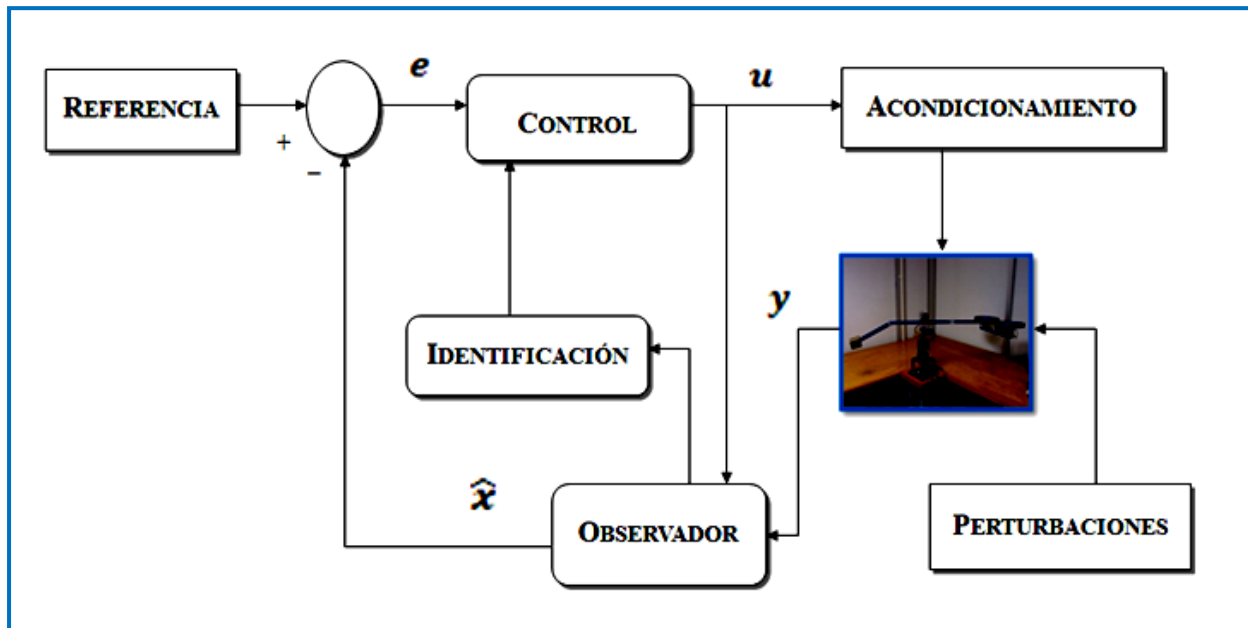 e
u
REFERENCIA
CONTROL
ACONDICIONAMIENTO
+
−
y
IDENTIFICACIÓN
x̂
OBSERVADOR
PERTURBACIONES